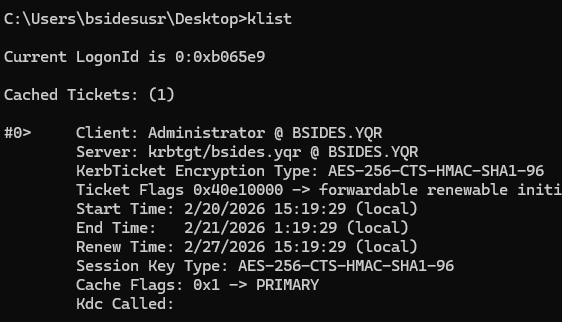 C:\Users\bsidesusr\Desktop>klist
Current LogonId is 0:0xb065e9
Cached Tickets: (1)
#0>     Client: Administrator @ BSIDES.YQR
        Server: krbtgt/bsides.yqr @ BSIDES.YQR
        KerbTicket Encryption Type: AES-256-CTS-HMAC-SHA1-96
        Ticket Flags 0x40e10000 -> forwardable renewable initi
        Start Time: 2/20/2026 15:19:29 (local)
        End Time:   2/21/2026 1:19:29 (local)
        Renew Time: 2/27/2026 15:19:29 (local)
        Session Key Type: AES-256-CTS-HMAC-SHA1-96
        Cache Flags: 0x1 -> PRIMARY
        Kdc Called: